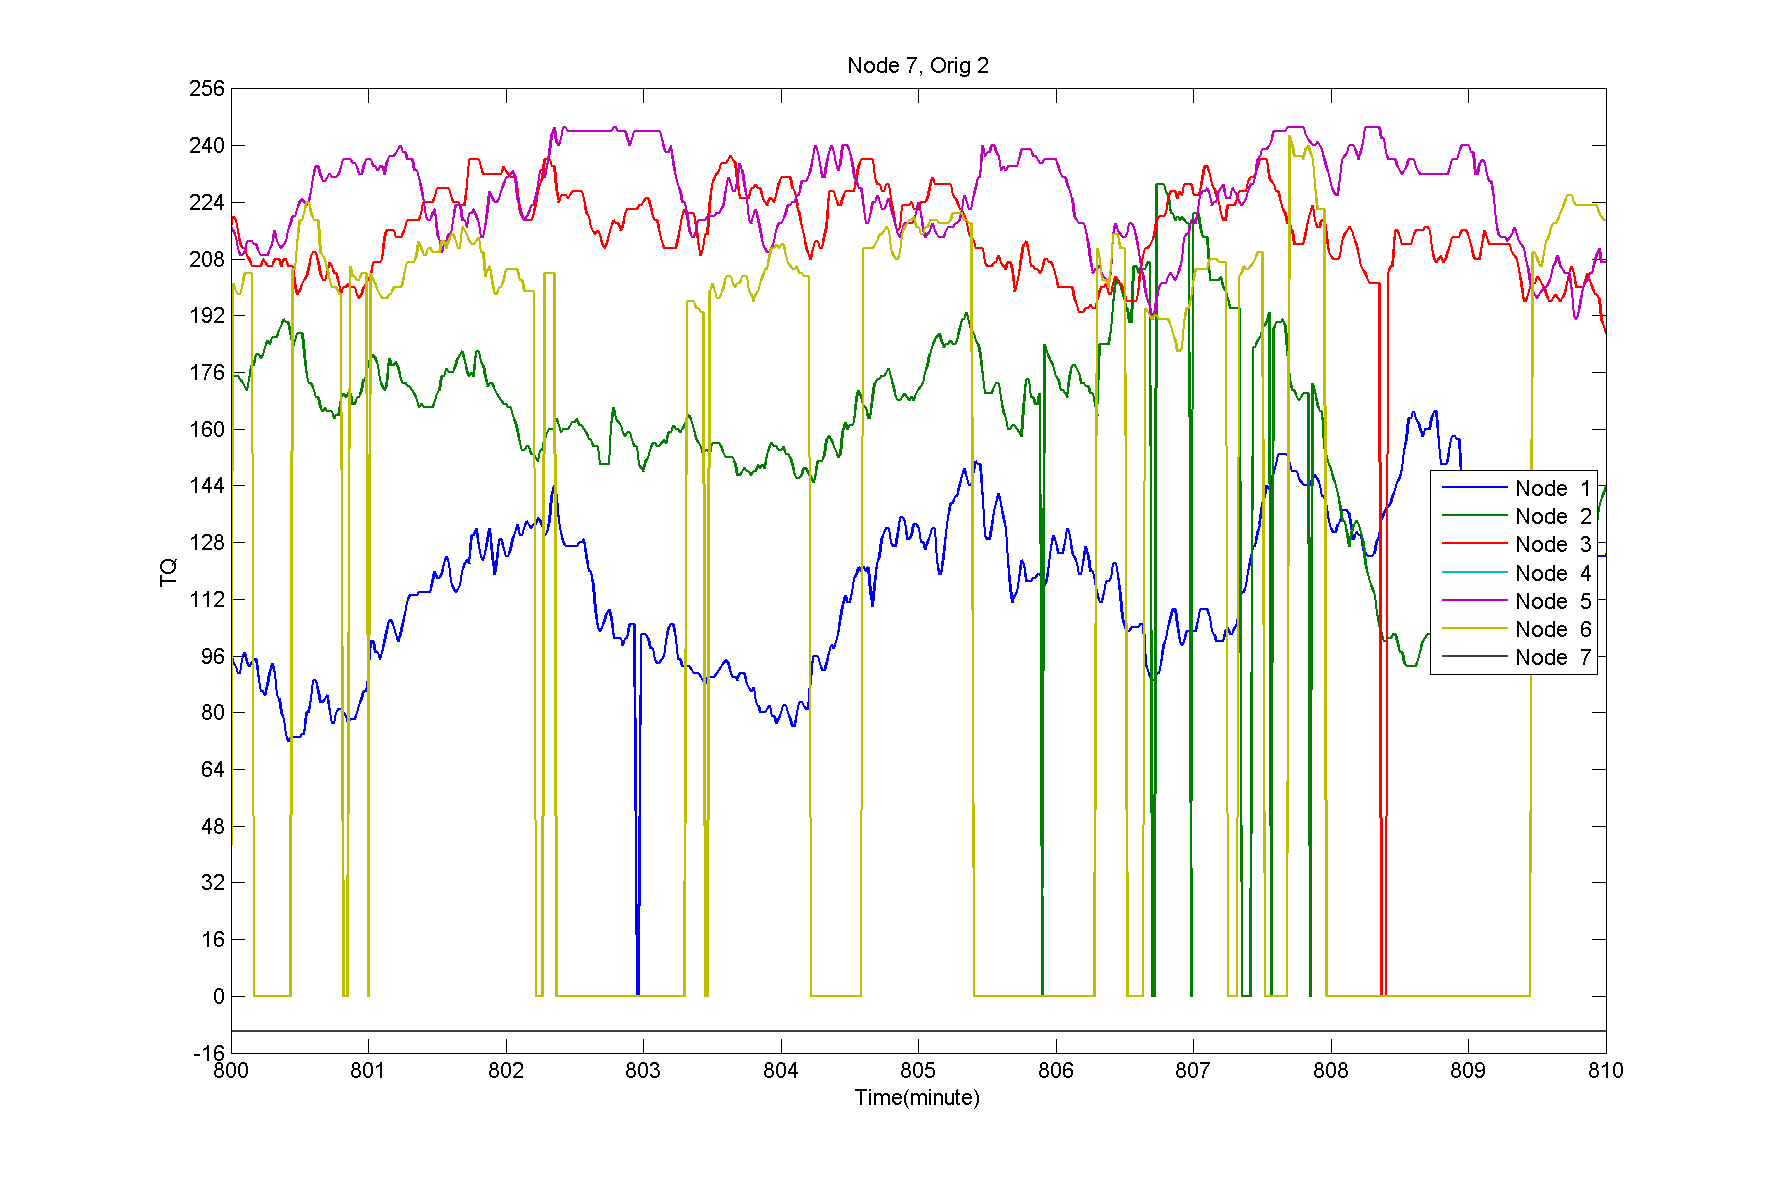 Node 7, Orig 2
256
240
224
208
192
176
160
144
128
112
96
80
64
48
32
16
0
-16
TQ
Node 1
Node 2
Node 3
Node 4
Node 5
Node 6
Node 7
800 801 802 803 804 805 806 807 808 809 810
Time(minute)